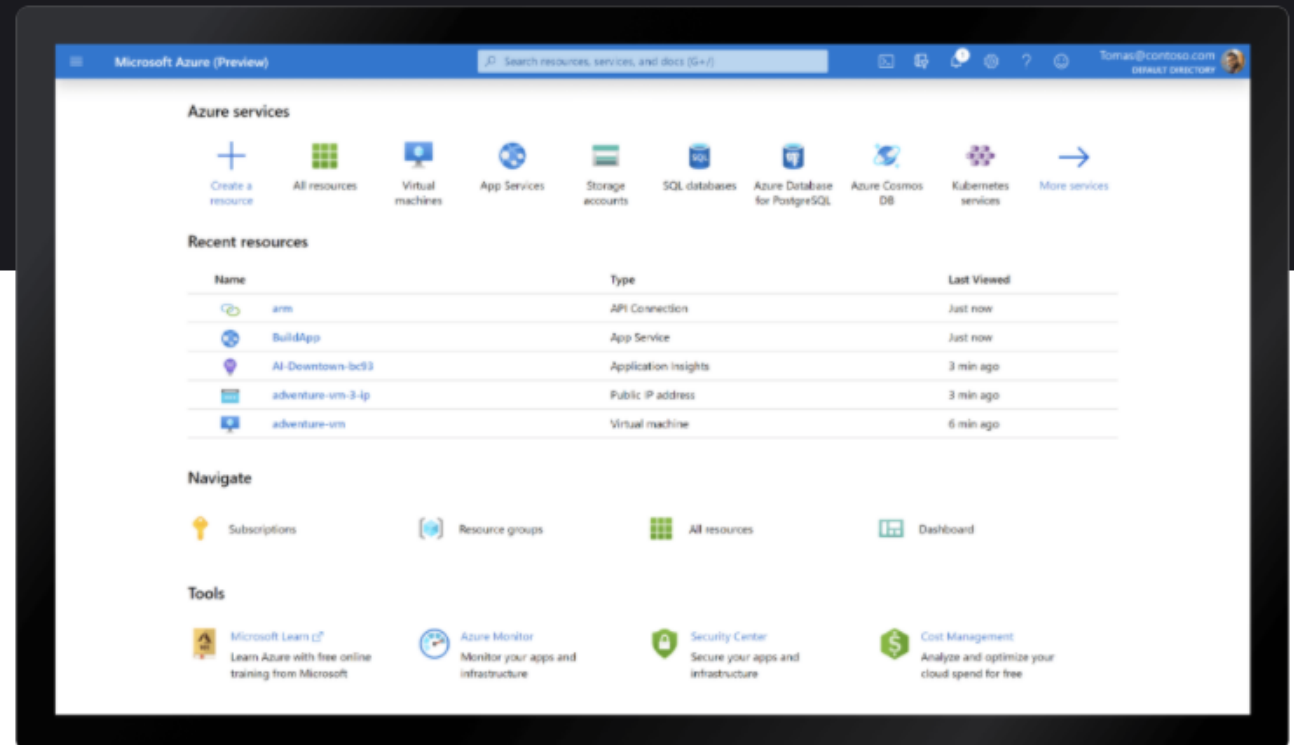 Microsoft Azure (Preview)
Search resources, services, and docs (G+/)
Tomas@contoso.com
DEFAULT DIRECTORY
Azure services
Create a resource
All resources
Virtual machines
App Services
Storage accounts
SQL databases
Azure Database for PostgreSQL
Azure Cosmos DB
Kubernetes services
More services
Recent resources
Name Type Last Viewed
arm API Connection Just now
BuildApp App Service Just now
AI-Downtown-bc93 Application Insights 3 min ago
adventure-vm-3-ip Public IP address 3 min ago
adventure-vm Virtual machine 6 min ago
Navigate
Subscriptions
Resource groups
All resources
Dashboard
Tools
Microsoft Learn
Learn Azure with free online
training from Microsoft
Azure Monitor
Monitor your apps and
infrastructure
Security Center
Secure your apps and
infrastructure
Cost Management
Analyze and optimize your
cloud spend for free